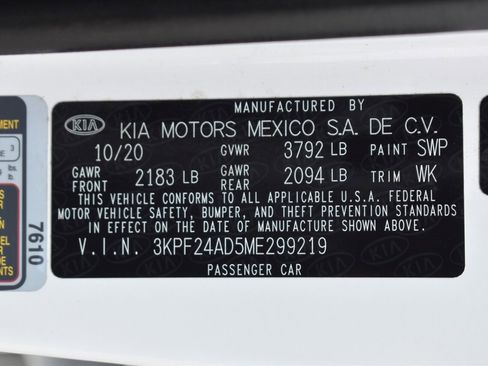 MANUFACTURED BY
KIA KIA MOTORS MEXICO S.A. DE C.V.
10/20 GVWR 3792 LB PAINT SWP
GAWR FRONT 2183 LB GAWR REAR 2094 LB TRIM WK
THIS VEHICLE CONFORMS TO ALL APPLICABLE U.S.A. FEDERAL
MOTOR VEHICLE SAFETY, BUMPER, AND THEFT PREVENTION STANDARDS
IN EFFECT ON THE DATE OF MANUFACTURE SHOWN ABOVE.
V.I.N. 3KPF24AD5ME299219
PASSENGER CAR
7610